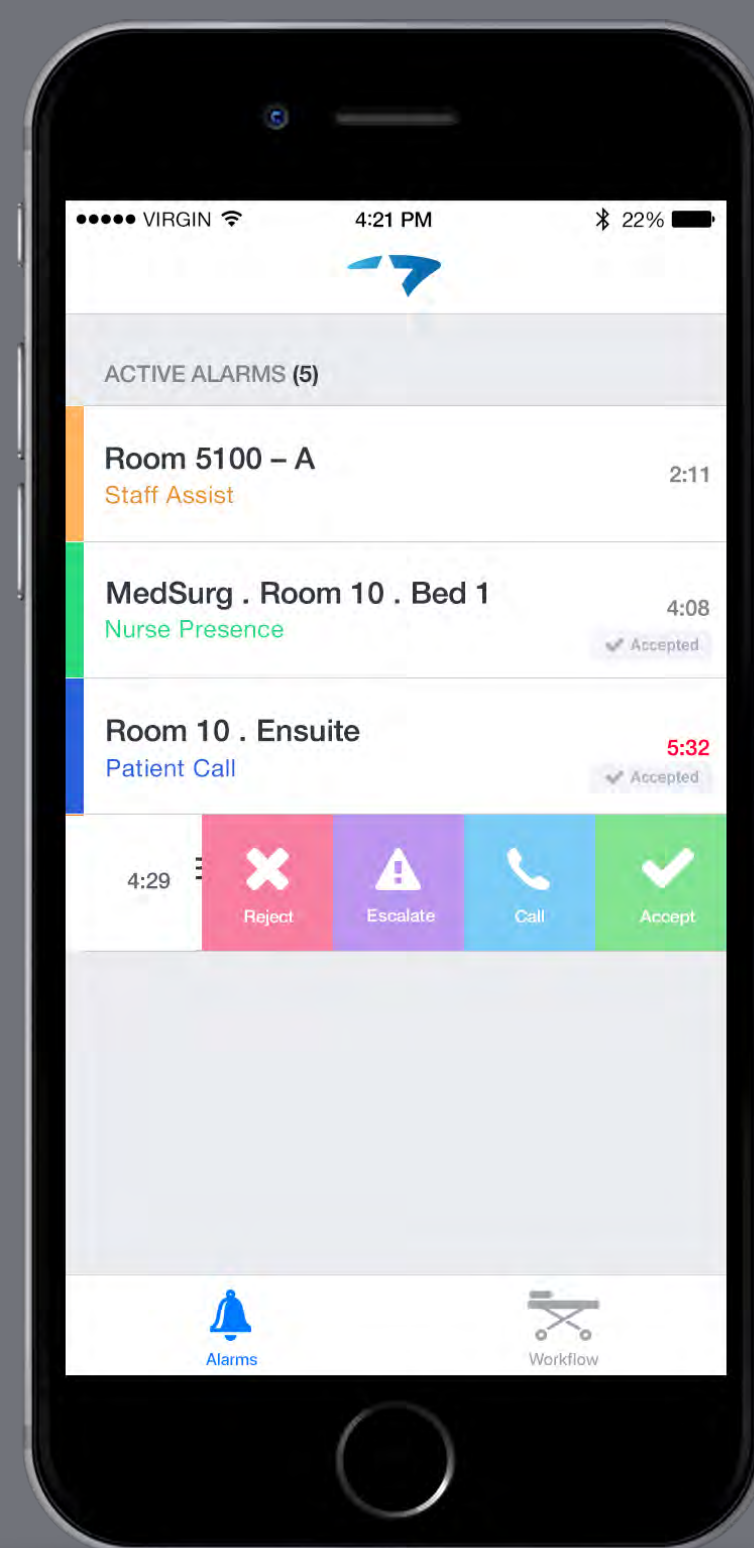 VIRGIN 4:21 PM 22%
ACTIVE ALARMS (5)
Room 5100 – A
2:11
Staff Assist
MedSurg . Room 10 . Bed 1
4:08
Nurse Presence
Accepted
Room 10 . Ensuite
5:32
Patient Call
Accepted
4:29
Reject Escalate Call Accept
Alarms Workflow